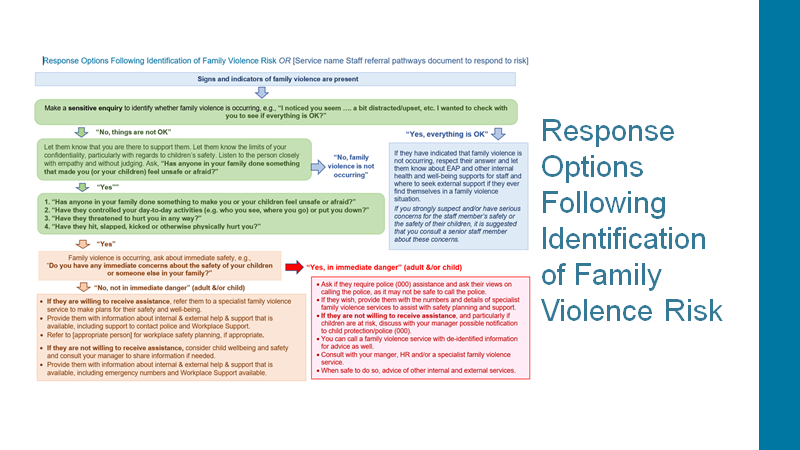 Response Options Following Identification of Family Violence Risk OR [Service name Staff referral pathways document to respond to risk]
Signs and indicators of family violence are present
Make a sensitive enquiry to identify whether family violence is occurring, e.g., “I noticed you seem …. a bit distracted/upset, etc. I wanted to check with
you to see if everything is OK?”
“No, things are not OK”
Let them know that you are there to support them. Let them know the limits of your
confidentiality, particularly with regards to children’s safety. Listen to the person closely
with empathy and without judging. Ask, “Has anyone in your family done something
that made you (or your children) feel unsafe or afraid?”
“No, family
violence is not
occurring”
“Yes, everything is OK”
If they have indicated that family violence is
not occurring, respect their answer and let
them know about EAP and other internal
health and well-being supports for staff and
where to seek external support if they ever
find themselves in a family violence
situation.
If you strongly suspect and/or have serious
concerns for the staff member’s safety or
the safety of their children, it is suggested
that you consult a senior staff member
about these concerns.
“Yes””
1. “Has anyone in your family done something to make you or your children feel unsafe or afraid?”
2. “Have they controlled your day-to-day activities (e.g. who you see, where you go) or put you down?”
3. “Have they threatened to hurt you in any way?”
4. “Have they hit, slapped, kicked or otherwise physically hurt you?”
“Yes”
Family violence is occurring, ask about immediate safety, e.g.,
“Do you have any immediate concerns about the safety of your children
or someone else in your family?”
“Yes, in immediate danger” (adult &/or child)
“No, not in immediate danger” (adult &/or child)
• If they are willing to receive assistance, refer them to a specialist family violence
service to make plans for their safety and well-being.
• Provide them with information about internal & external help & support that is
available, including support to contact police and Workplace Support.
• Refer to [appropriate person] for workplace safety planning, if appropriate.
• If they are not willing to receive assistance, consider child wellbeing and safety
and consult your manager to share information if needed.
• Provide them with information about internal & external help & support that is
available, including emergency numbers and Workplace Support available.
• Ask if they require police (000) assistance and ask their views on
calling the police, as it may not be safe to call the police.
• If they wish, provide them with the numbers and details of specialist
family violence services to assist with safety planning and support.
• If they are not willing to receive assistance, and particularly if
children are at risk, discuss with your manager possible notification
to child protection/police (000).
• You can call a family violence service with de-identified information
for advice as well.
• Consult with your manger, HR and/or a specialist family violence
service.
• When safe to do so, advice of other internal and external services.
Response
Options
Following
Identification
of Family
Violence Risk